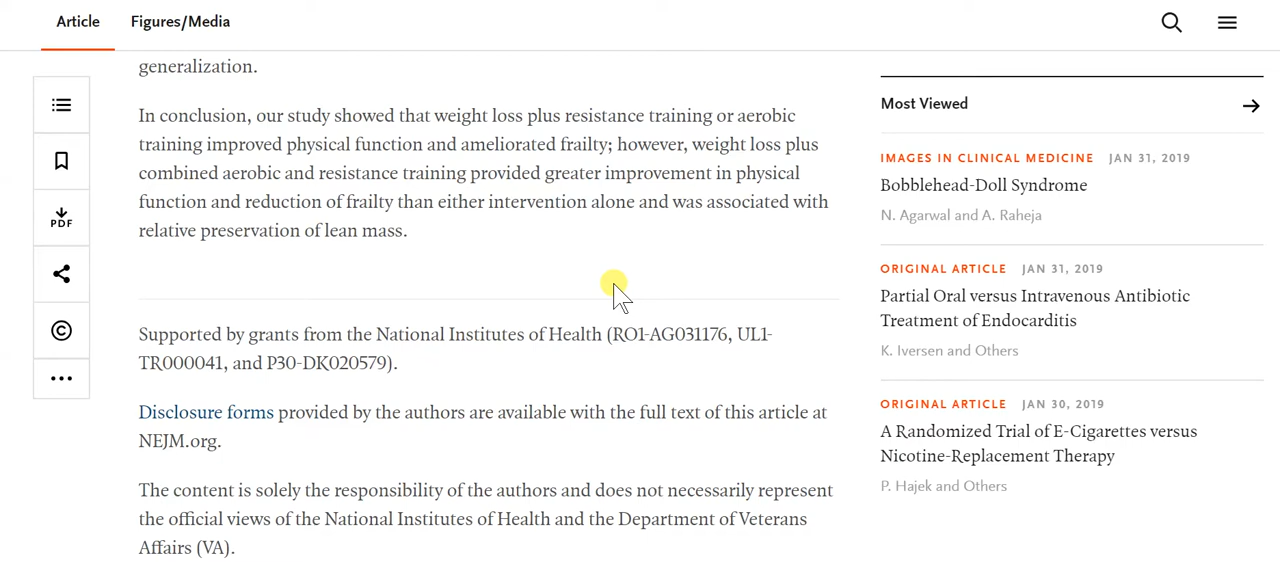 Article
Figures/Media
generalization.
In conclusion, our study showed that weight loss plus resistance training or aerobic
training improved physical function and ameliorated frailty; however, weight loss plus
combined aerobic and resistance training provided greater improvement in physical
function and reduction of frailty than either intervention alone and was associated with
relative preservation of lean mass.
Supported by grants from the National Institutes of Health (RO1-AG031176, UL1-
TR000041, and P30-DK020579).
Disclosure forms provided by the authors are available with the full text of this article at
NEJM.org.
The content is solely the responsibility of the authors and does not necessarily represent
the official views of the National Institutes of Health and the Department of Veterans
Affairs (VA).
PDF
©
Most Viewed
IMAGES IN CLINICAL MEDICINE JAN 31, 2019
Bobblehead-Doll Syndrome
N. Agarwal and A. Raheja
ORIGINAL ARTICLE JAN 31, 2019
Partial Oral versus Intravenous Antibiotic
Treatment of Endocarditis
K. Iversen and Others
ORIGINAL ARTICLE JAN 30, 2019
A Randomized Trial of E-Cigarettes versus
Nicotine-Replacement Therapy
P. Hajek and Others